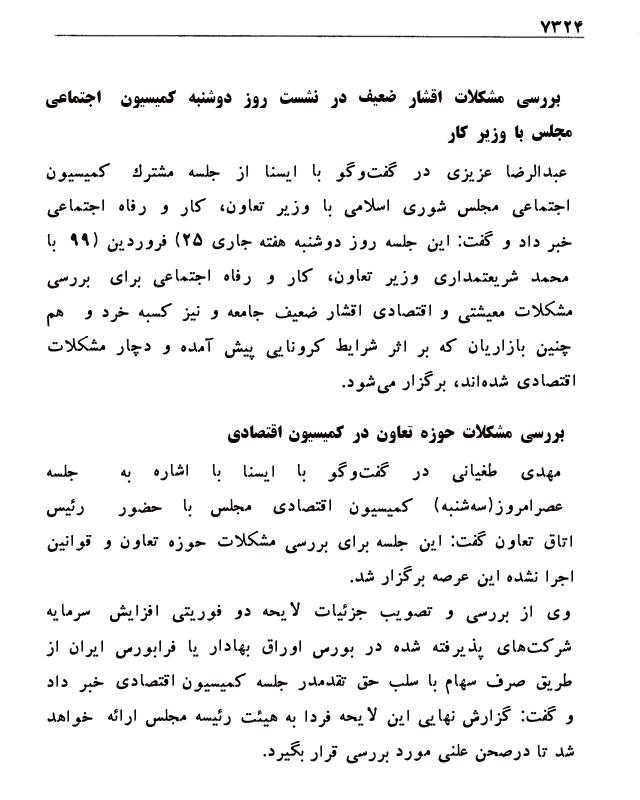 ۷۳۲۴
بررسی مشکلات اقشار ضعیف در نشست روز دوشنبه کمیسیون اجتماعی
مجلس با وزیر کار
عبدالرضا عزیزی در گفت‌وگو با ایسنا از جلسه مشترك کمیسیون
اجتماعی مجلس شورى اسلامی با وزیر تعاون، کار و رفاه اجتماعی
خبر داد و گفت: این جلسه روز دوشنبه هفته جاری ۲۵) فروردین (۹۹ با
محمد شریعتمداری وزیر تعاون، کار و رفاه اجتماعی برای بررسی
مشکلات معیشتی و اقتصادی اقشار ضعیف جامعه و نیز کسبه خرد و هم
چنین بازاریان که بر اثر شرایط کرونایی پیش آمده و دچار مشکلات
اقتصادی شده‌اند، برگزار می‌شود.
بررسی مشکلات حوزه تعاون در کمیسیون اقتصادی
مهدی طغیانی در گفت‌وگو با ایسنا با اشاره به جلسه
عصرامروز(سه‌شنبه) کمیسیون اقتصادی مجلس با حضور رئیس
اتاق تعاون گفت: این جلسه برای بررسی مشکلات حوزه تعاون و قوانین
اجرا نشده این عرصه برگزار شد.
وی از بررسی و تصویب جزئیات لایحه دو فوریتی افزایش سرمایه
شرکت‌های پذیرفته شده در بورس اوراق بهادار یا فرابورس ایران از
طریق صرف سهام با سلب حق تقدمدر جلسه کمیسیون اقتصادی خبر داد
و گفت: گزارش نهایی این لایحه فردا به هیئت رئیسه مجلس ارائه خواهد
شد تا درصحن علنی مورد بررسی قرار بگیرد.